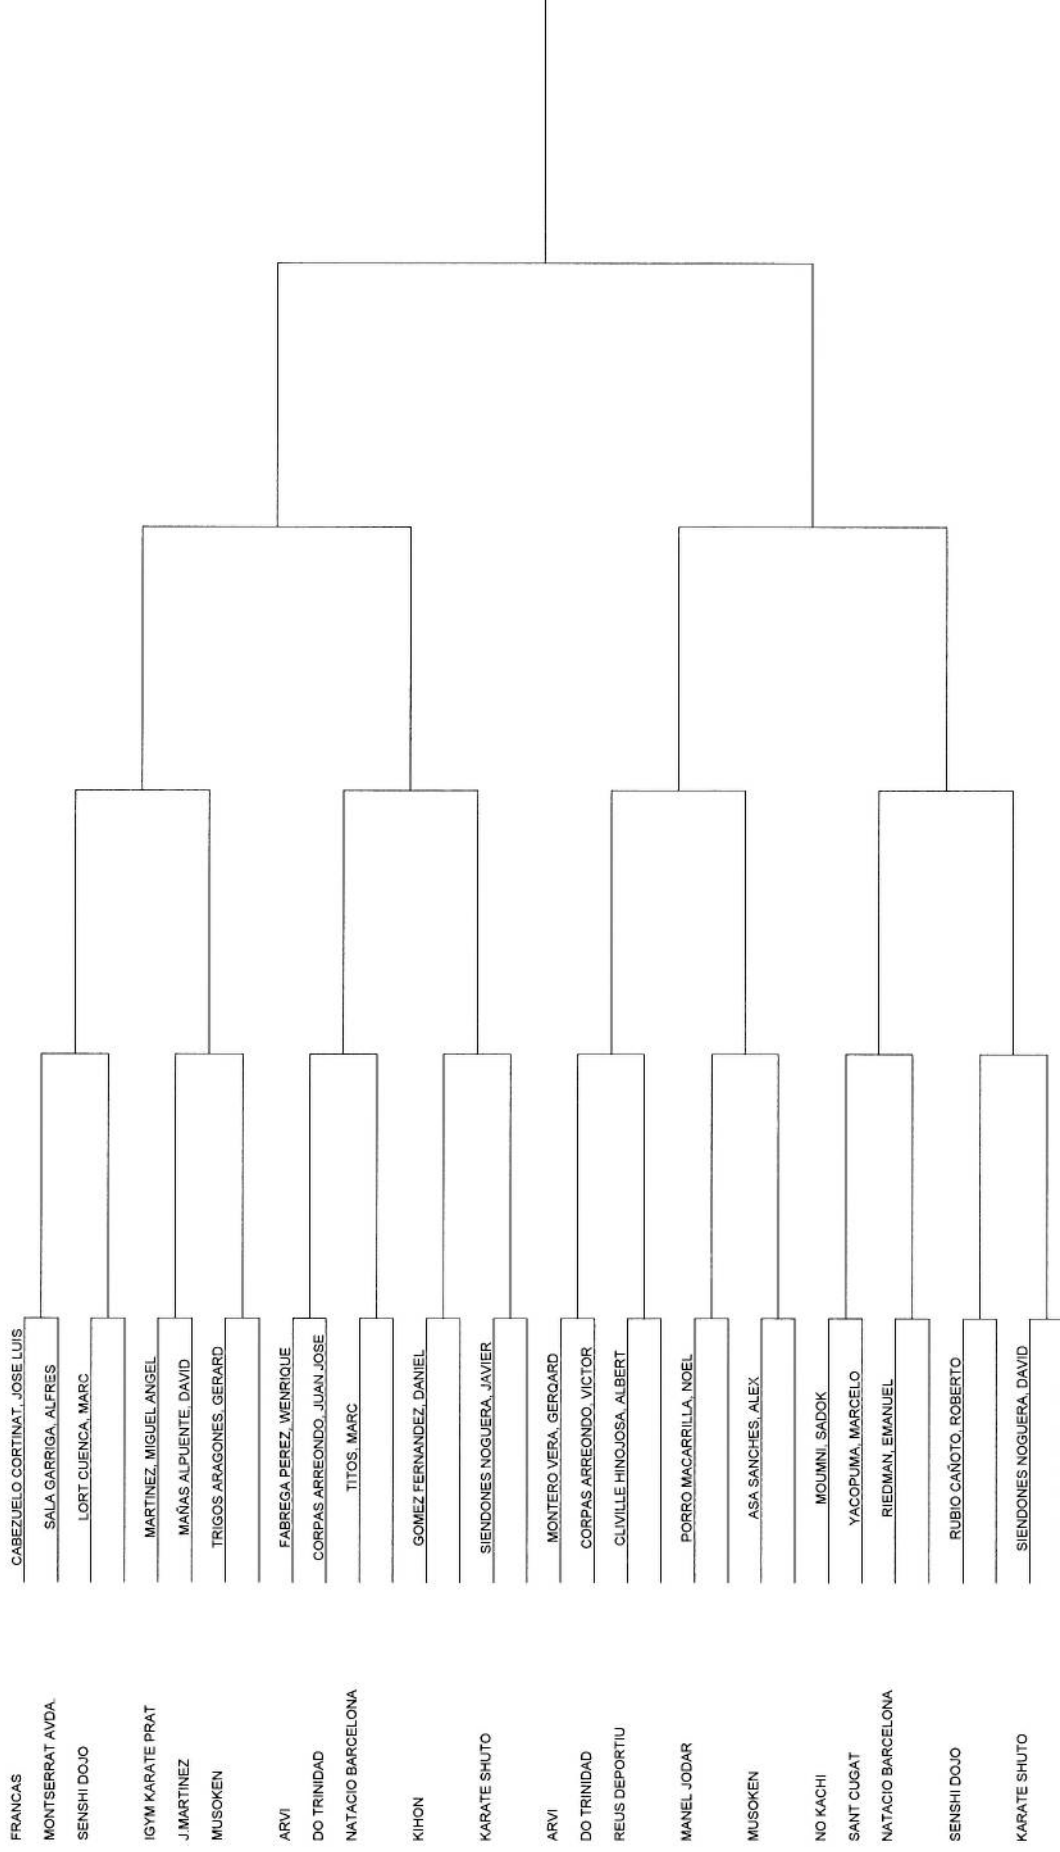 FRANCAS CABEZUELO CORTINAT, JOSE LUIS
MONTSERRAT AVDA. SALA GARRIGA, ALFRES
SENSHI DOJO LORT CUENCA, MARC
IGYM KARATE PRAT MARTINEZ, MIGUEL ANGEL
J.MARTINEZ MAÑAS ALPUENTE, DAVID
MUSOKEN TRIGOS ARAGONES, GERARD
ARVI FABREGA PEREZ, WENRIQUE
DO TRINIDAD CORPAS ARREONDO, JUAN JOSE
NATACIO BARCELONA TITOS, MARC
KIHON GOMEZ FERNANDEZ, DANIEL
KARATE SHUTO SIENDONES NOGUERA, JAVIER
ARVI MONTERO VERA, GERQARD
DO TRINIDAD CORPAS ARREONDO, VICTOR
REUS DEPORTIU CLIVILLE HINOJOSA, ALBERT
MANEL JODAR PORRO MACARRILLA, NOEL
MUSOKEN ASA SANCHES, ALEX
NO KACHI MOUMNI, SADOK
SANT CUGAT YACOPUMA, MARCELO
NATACIO BARCELONA RIEDMAN, EMANUEL
SENSHI DOJO RUBIO CAÑOTO, ROBERTO
KARATE SHUTO SIENDONES NOGUERA, DAVID